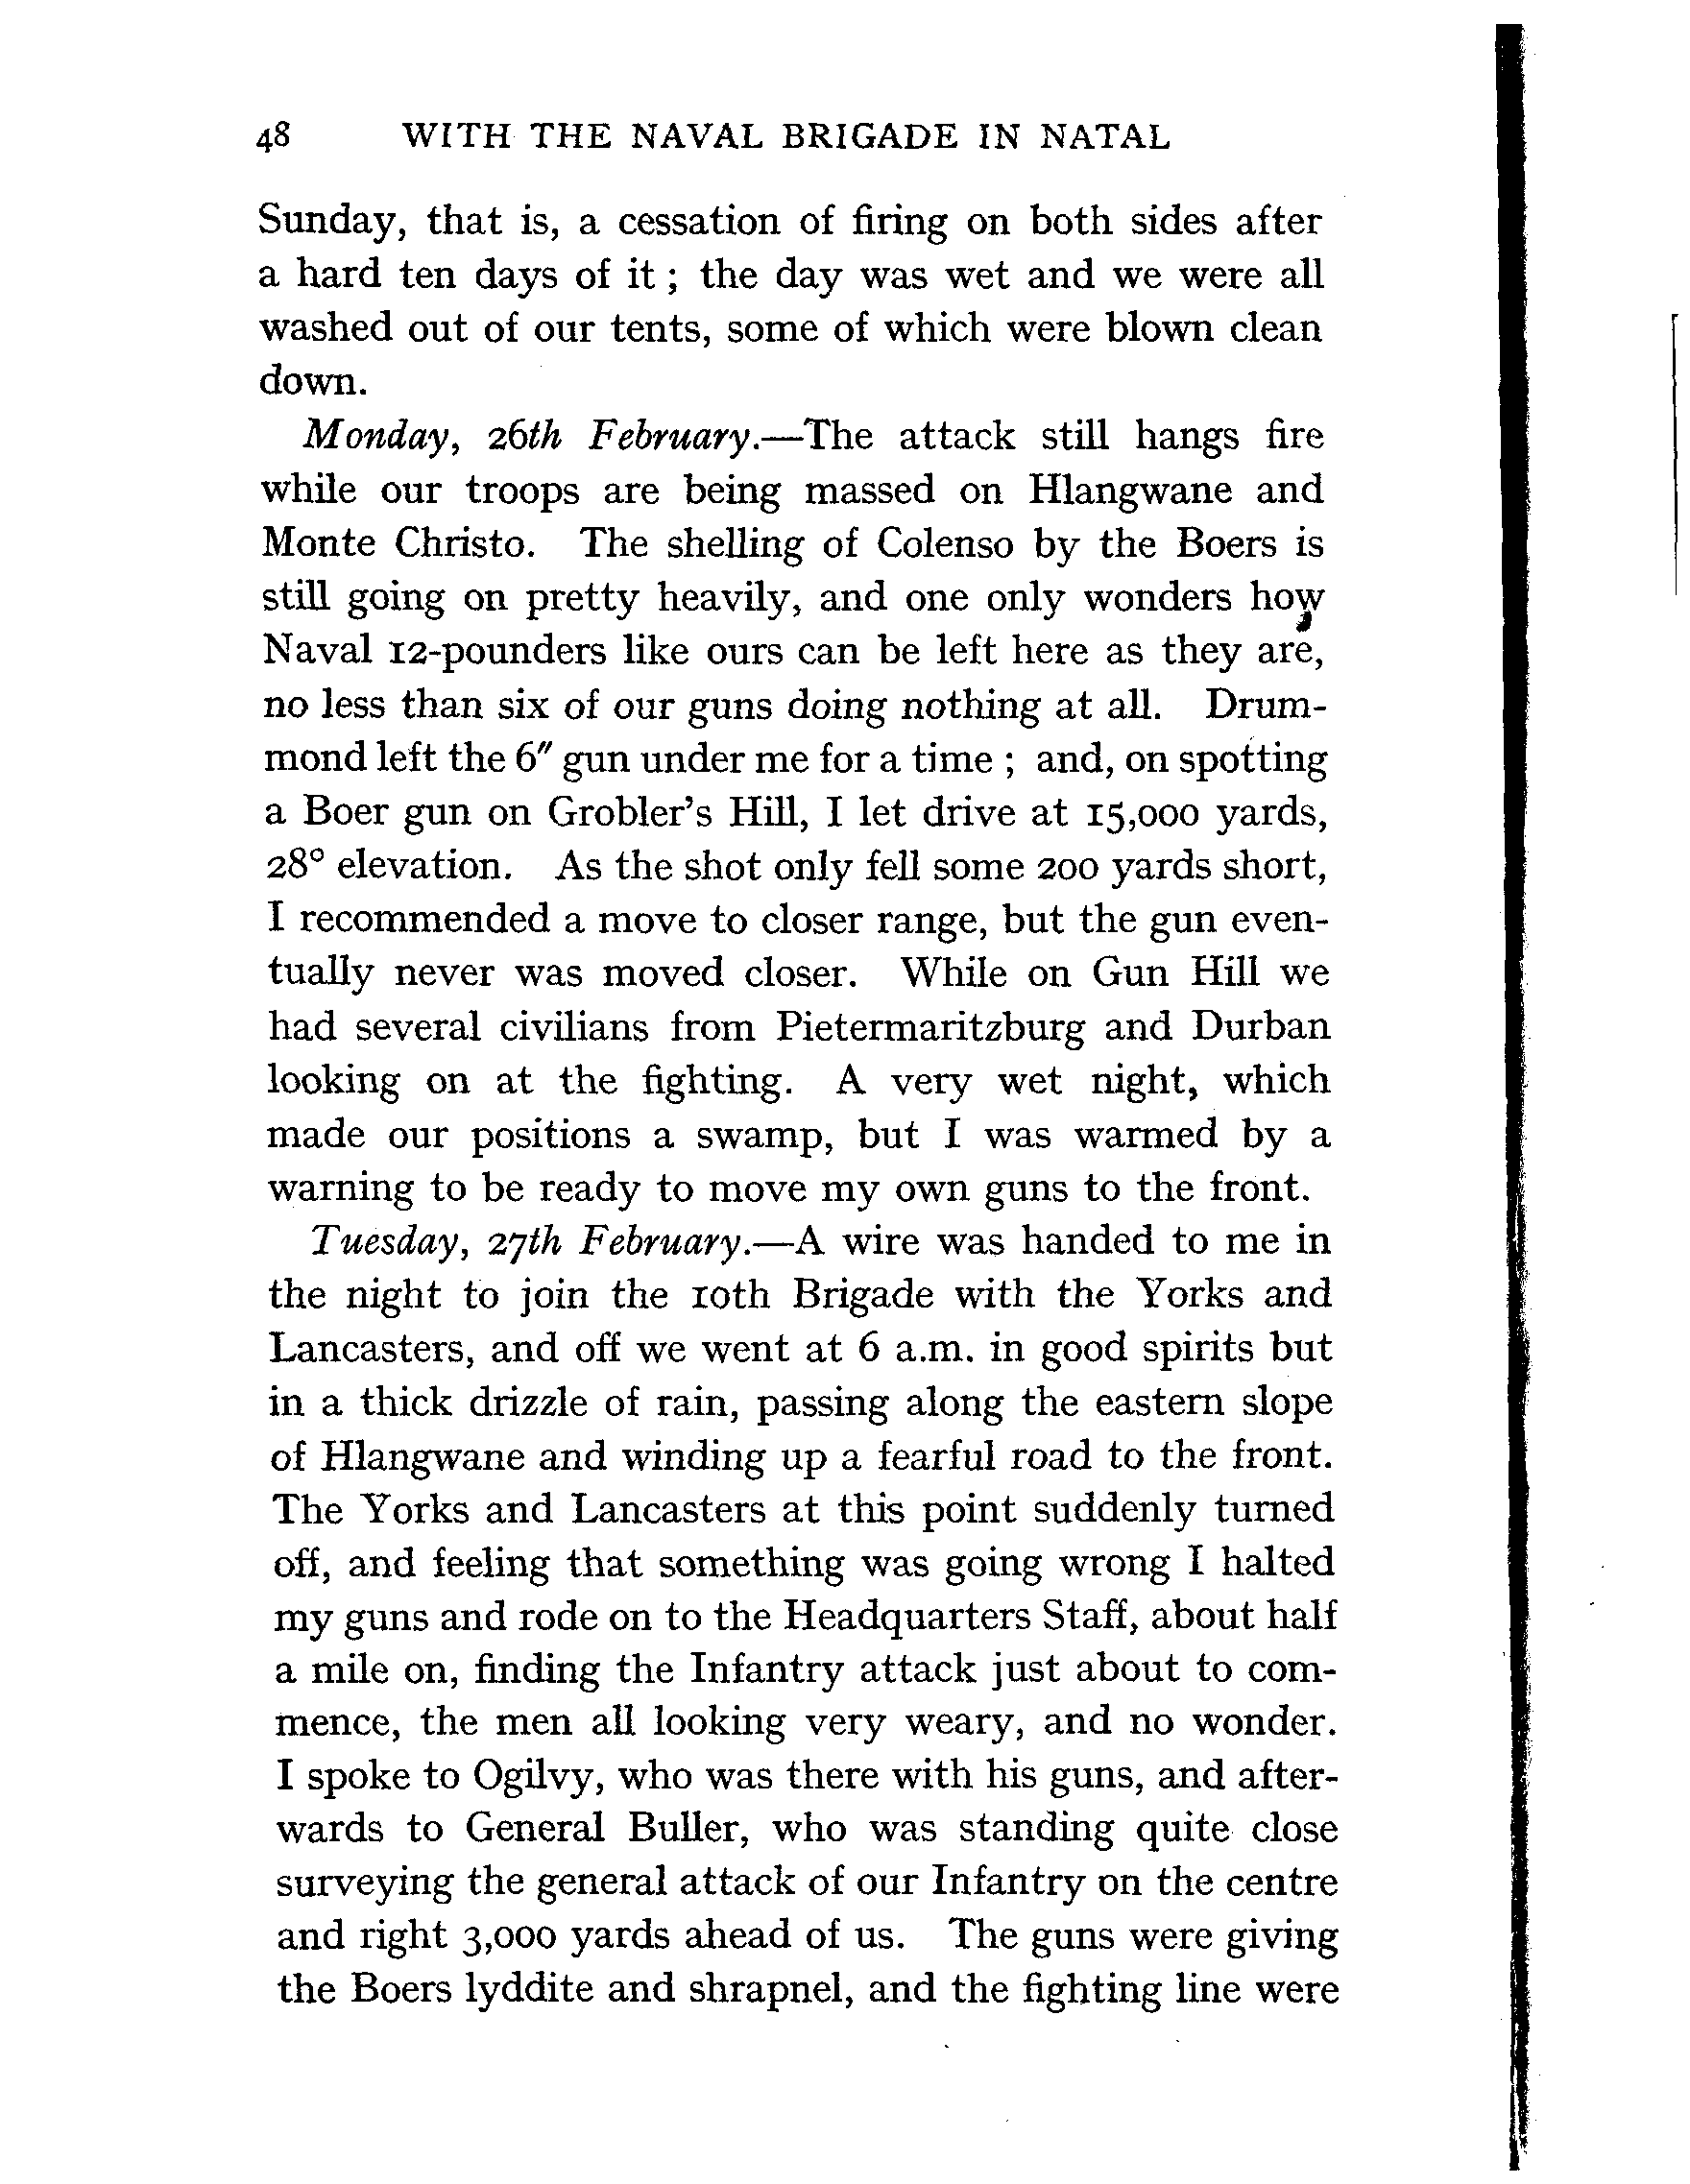 48 WITH THE NAVAL BRIGADE IN NATAL
Sunday, that is, a cessation of firing on both sides after
a hard ten days of it ; the day was wet and we were all
washed out of our tents, some of which were blown clean
down.
Monday, 26th February.—The attack still hangs fire
while our troops are being massed on Hlangwane and
Monte Christo. The shelling of Colenso by the Boers is
still going on pretty heavily, and one only wonders how
Naval 12-pounders like ours can be left here as they are,
no less than six of our guns doing nothing at all. Drum-
mond left the 6″ gun under me for a time ; and, on spotting
a Boer gun on Grobler's Hill, I let drive at 15,000 yards,
28° elevation. As the shot only fell some 200 yards short,
I recommended a move to closer range, but the gun even-
tually never was moved closer. While on Gun Hill we
had several civilians from Pietermaritzburg and Durban
looking on at the fighting. A very wet night, which
made our positions a swamp, but I was warmed by a
warning to be ready to move my own guns to the front.
Tuesday, 27th February.—A wire was handed to me in
the night to join the 10th Brigade with the Yorks and
Lancasters, and off we went at 6 a.m. in good spirits but
in a thick drizzle of rain, passing along the eastern slope
of Hlangwane and winding up a fearful road to the front.
The Yorks and Lancasters at this point suddenly turned
off, and feeling that something was going wrong I halted
my guns and rode on to the Headquarters Staff, about half
a mile on, finding the Infantry attack just about to com-
mence, the men all looking very weary, and no wonder.
I spoke to Ogilvy, who was there with his guns, and after-
wards to General Buller, who was standing quite close
surveying the general attack of our Infantry on the centre
and right 3,000 yards ahead of us. The guns were giving
the Boers lyddite and shrapnel, and the fighting line were